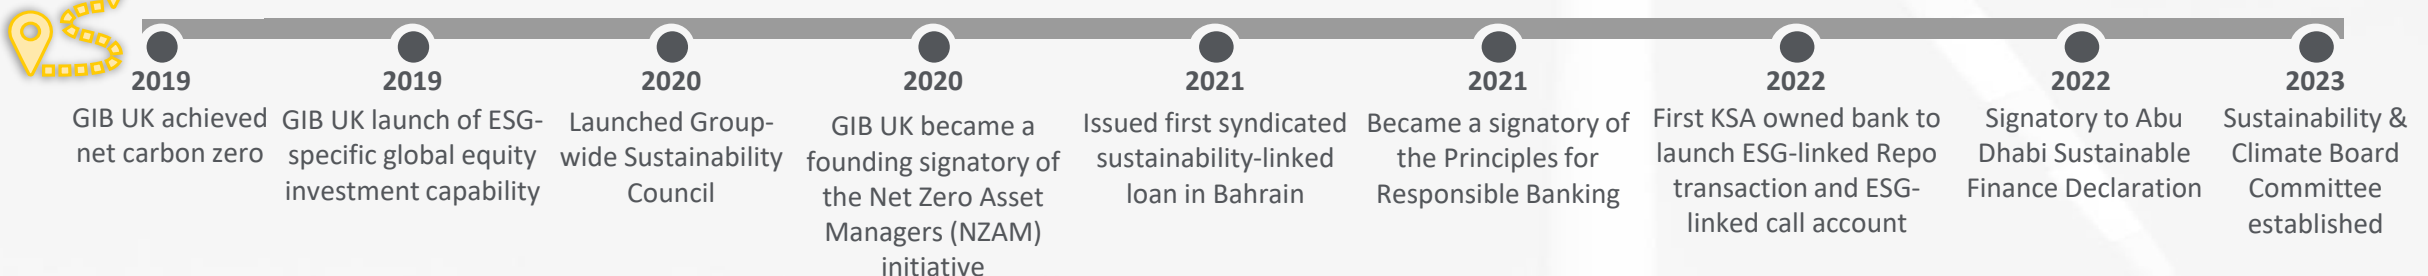 2019
GIB UK achieved
net carbon zero
2019
GIB UK launch of ESG-
specific global equity
investment capability
2020
Launched Group-
wide Sustainability
Council
2020
GIB UK became a
founding signatory of
the Net Zero Asset
Managers (NZAM)
initiative
2021
Issued first syndicated
sustainability-linked
loan in Bahrain
2021
Became a signatory of
the Principles for
Responsible Banking
2022
First KSA owned bank to
launch ESG-linked Repo
transaction and ESG-
linked call account
2022
Signatory to Abu
Dhabi Sustainable
Finance Declaration
2023
Sustainability &
Climate Board
Committee
established